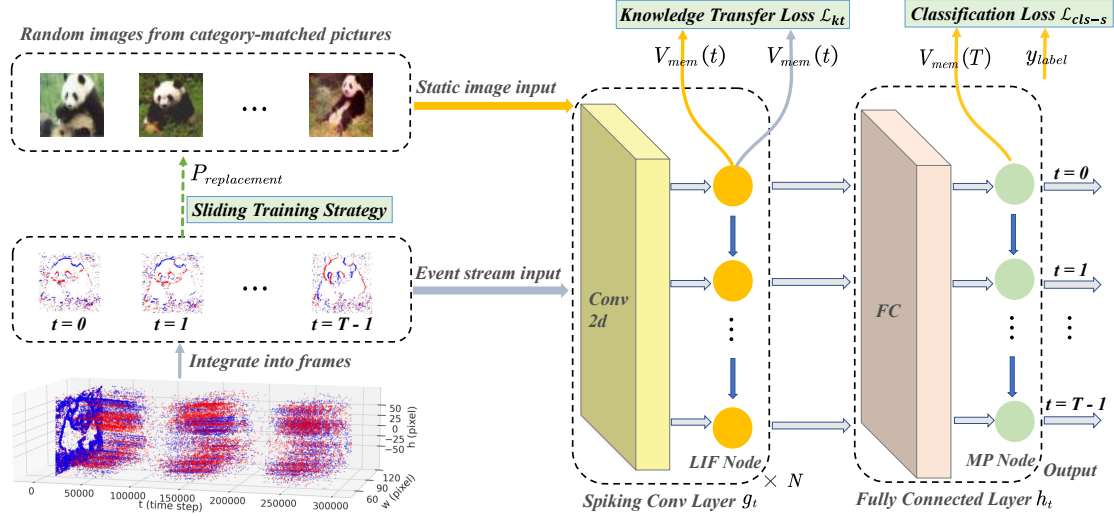 Knowledge Transfer Loss ℒkt
Classification Loss ℒcls−s
Random images from category-matched pictures
Vmem(t)
Vmem(t)
Vmem(T)
ylabel
...
Static image input
Preplacement
Sliding Training Strategy
t = 0
...
Event stream input
t = 0
t = 1
t = T - 1
Conv
2d
FC
t = 1
Integrate into frames
t = T - 1
50
25
0
−25
−50
h (pixel)
120
90
60
w (pixel)
0
50000
100000
150000
200000
250000
300000
t (time step)
LIF Node
× N
MP Node
Output
Spiking Conv Layer gt
Fully Connected Layer ht